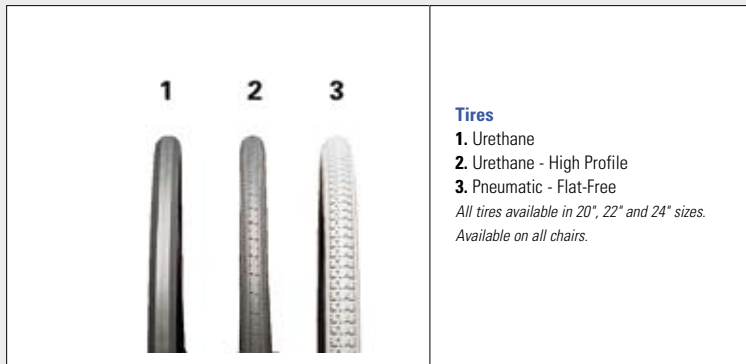 1 2 3
Tires
1. Urethane
2. Urethane - High Profile
3. Pneumatic - Flat-Free
All tires available in 20", 22" and 24" sizes.
Available on all chairs.